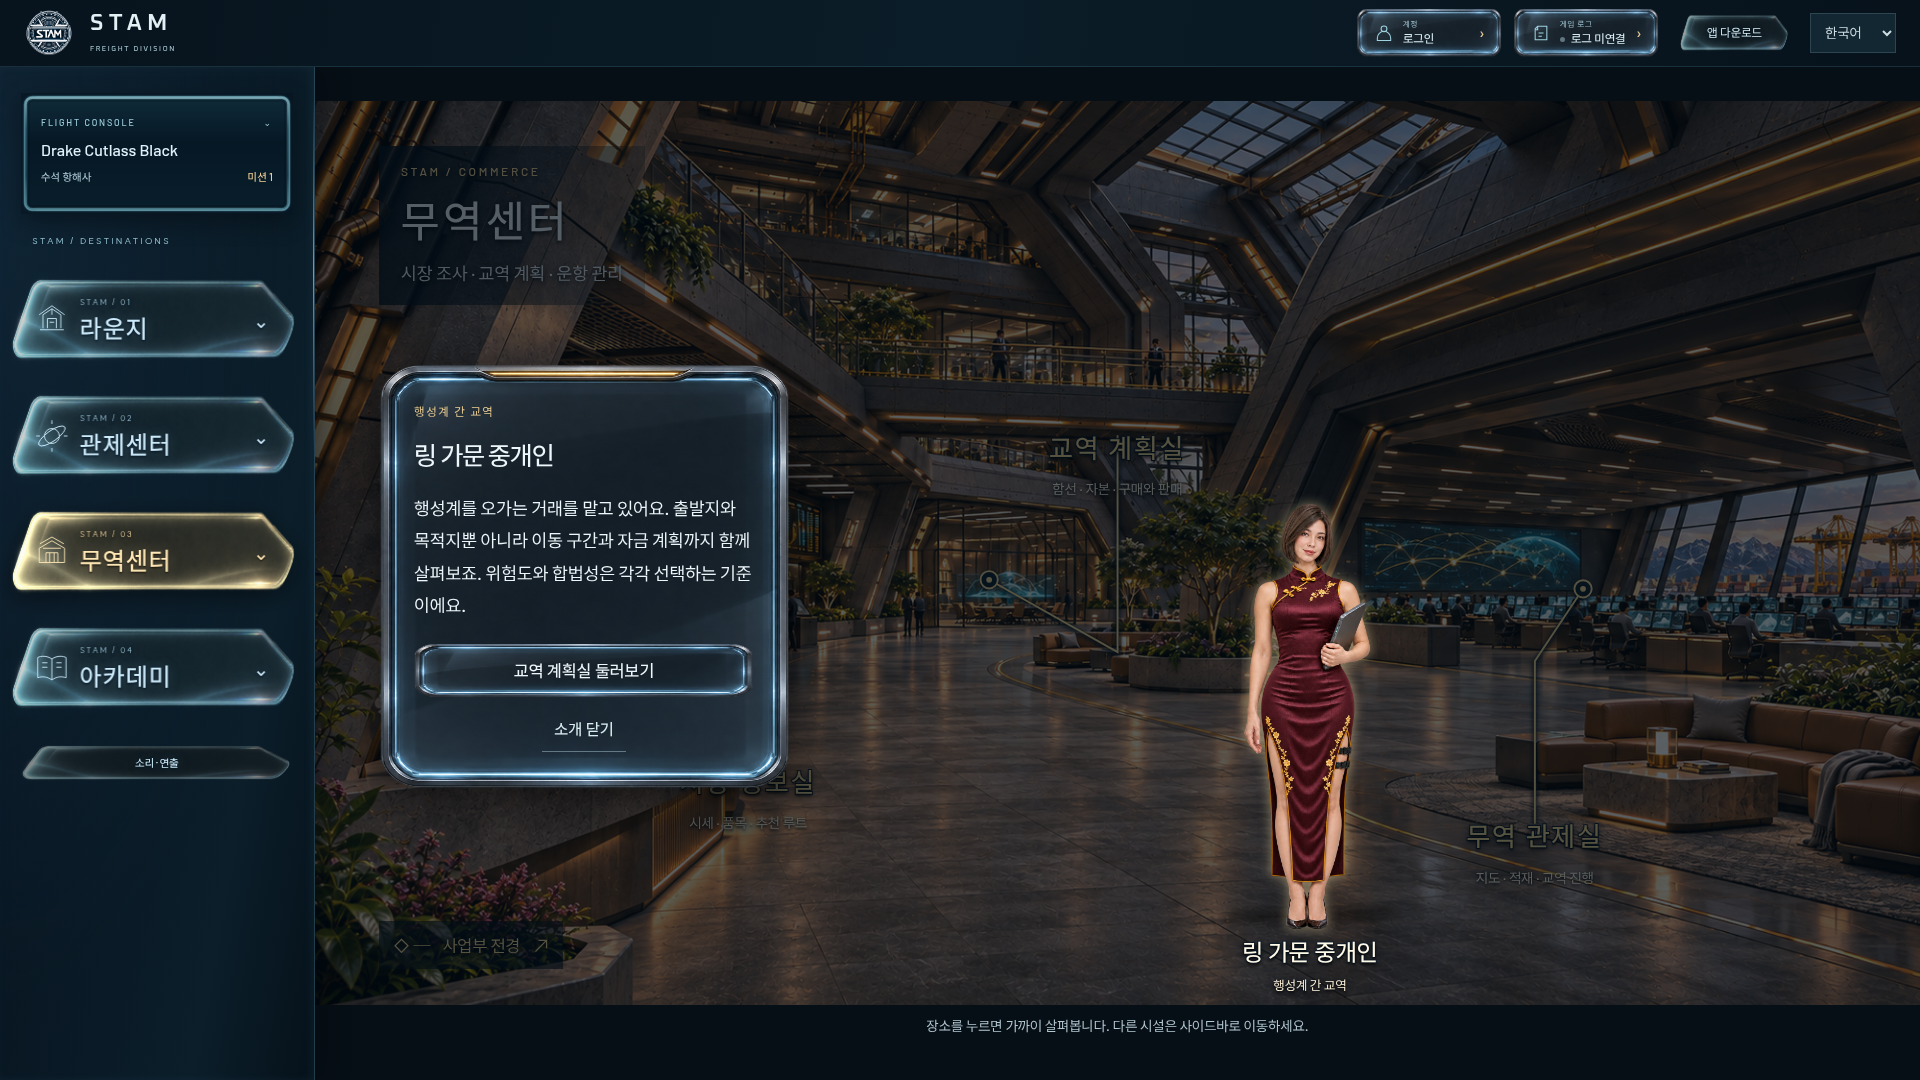 STAM
STAM
FREIGHT DIVISION
계정
로그인
게임 로그
로그 미연결
앱 다운로드
한국어
FLIGHT CONSOLE
Drake Cutlass Black
수석 항해사
미션 1
STAM / DESTINATIONS
STAM / 01
라운지
STAM / 02
관제센터
STAM / 03
무역센터
STAM / 04
아카데미
소리·연출
STAM / COMMERCE
무역센터
시장 조사 · 교역 계획 · 운항 관리
행성계 간 교역
링 가문 중개인
행성계를 오가는 거래를 맡고 있어요. 출발지와
목적지뿐 아니라 이동 구간과 자금 계획까지 함께
살펴보죠. 위험도와 합법성은 각각 선택하는 기준
이에요.
교역 계획실 둘러보기
소개 닫기
교역 계획실
함선 · 자본 · 구매와 판매
시세 · 품목 · 추천 루트
무역 관제실
지도 · 적재 · 교역 진행
사업부 전경
링 가문 중개인
행성계 간 교역
장소를 누르면 가까이 살펴봅니다. 다른 시설은 사이드바로 이동하세요.